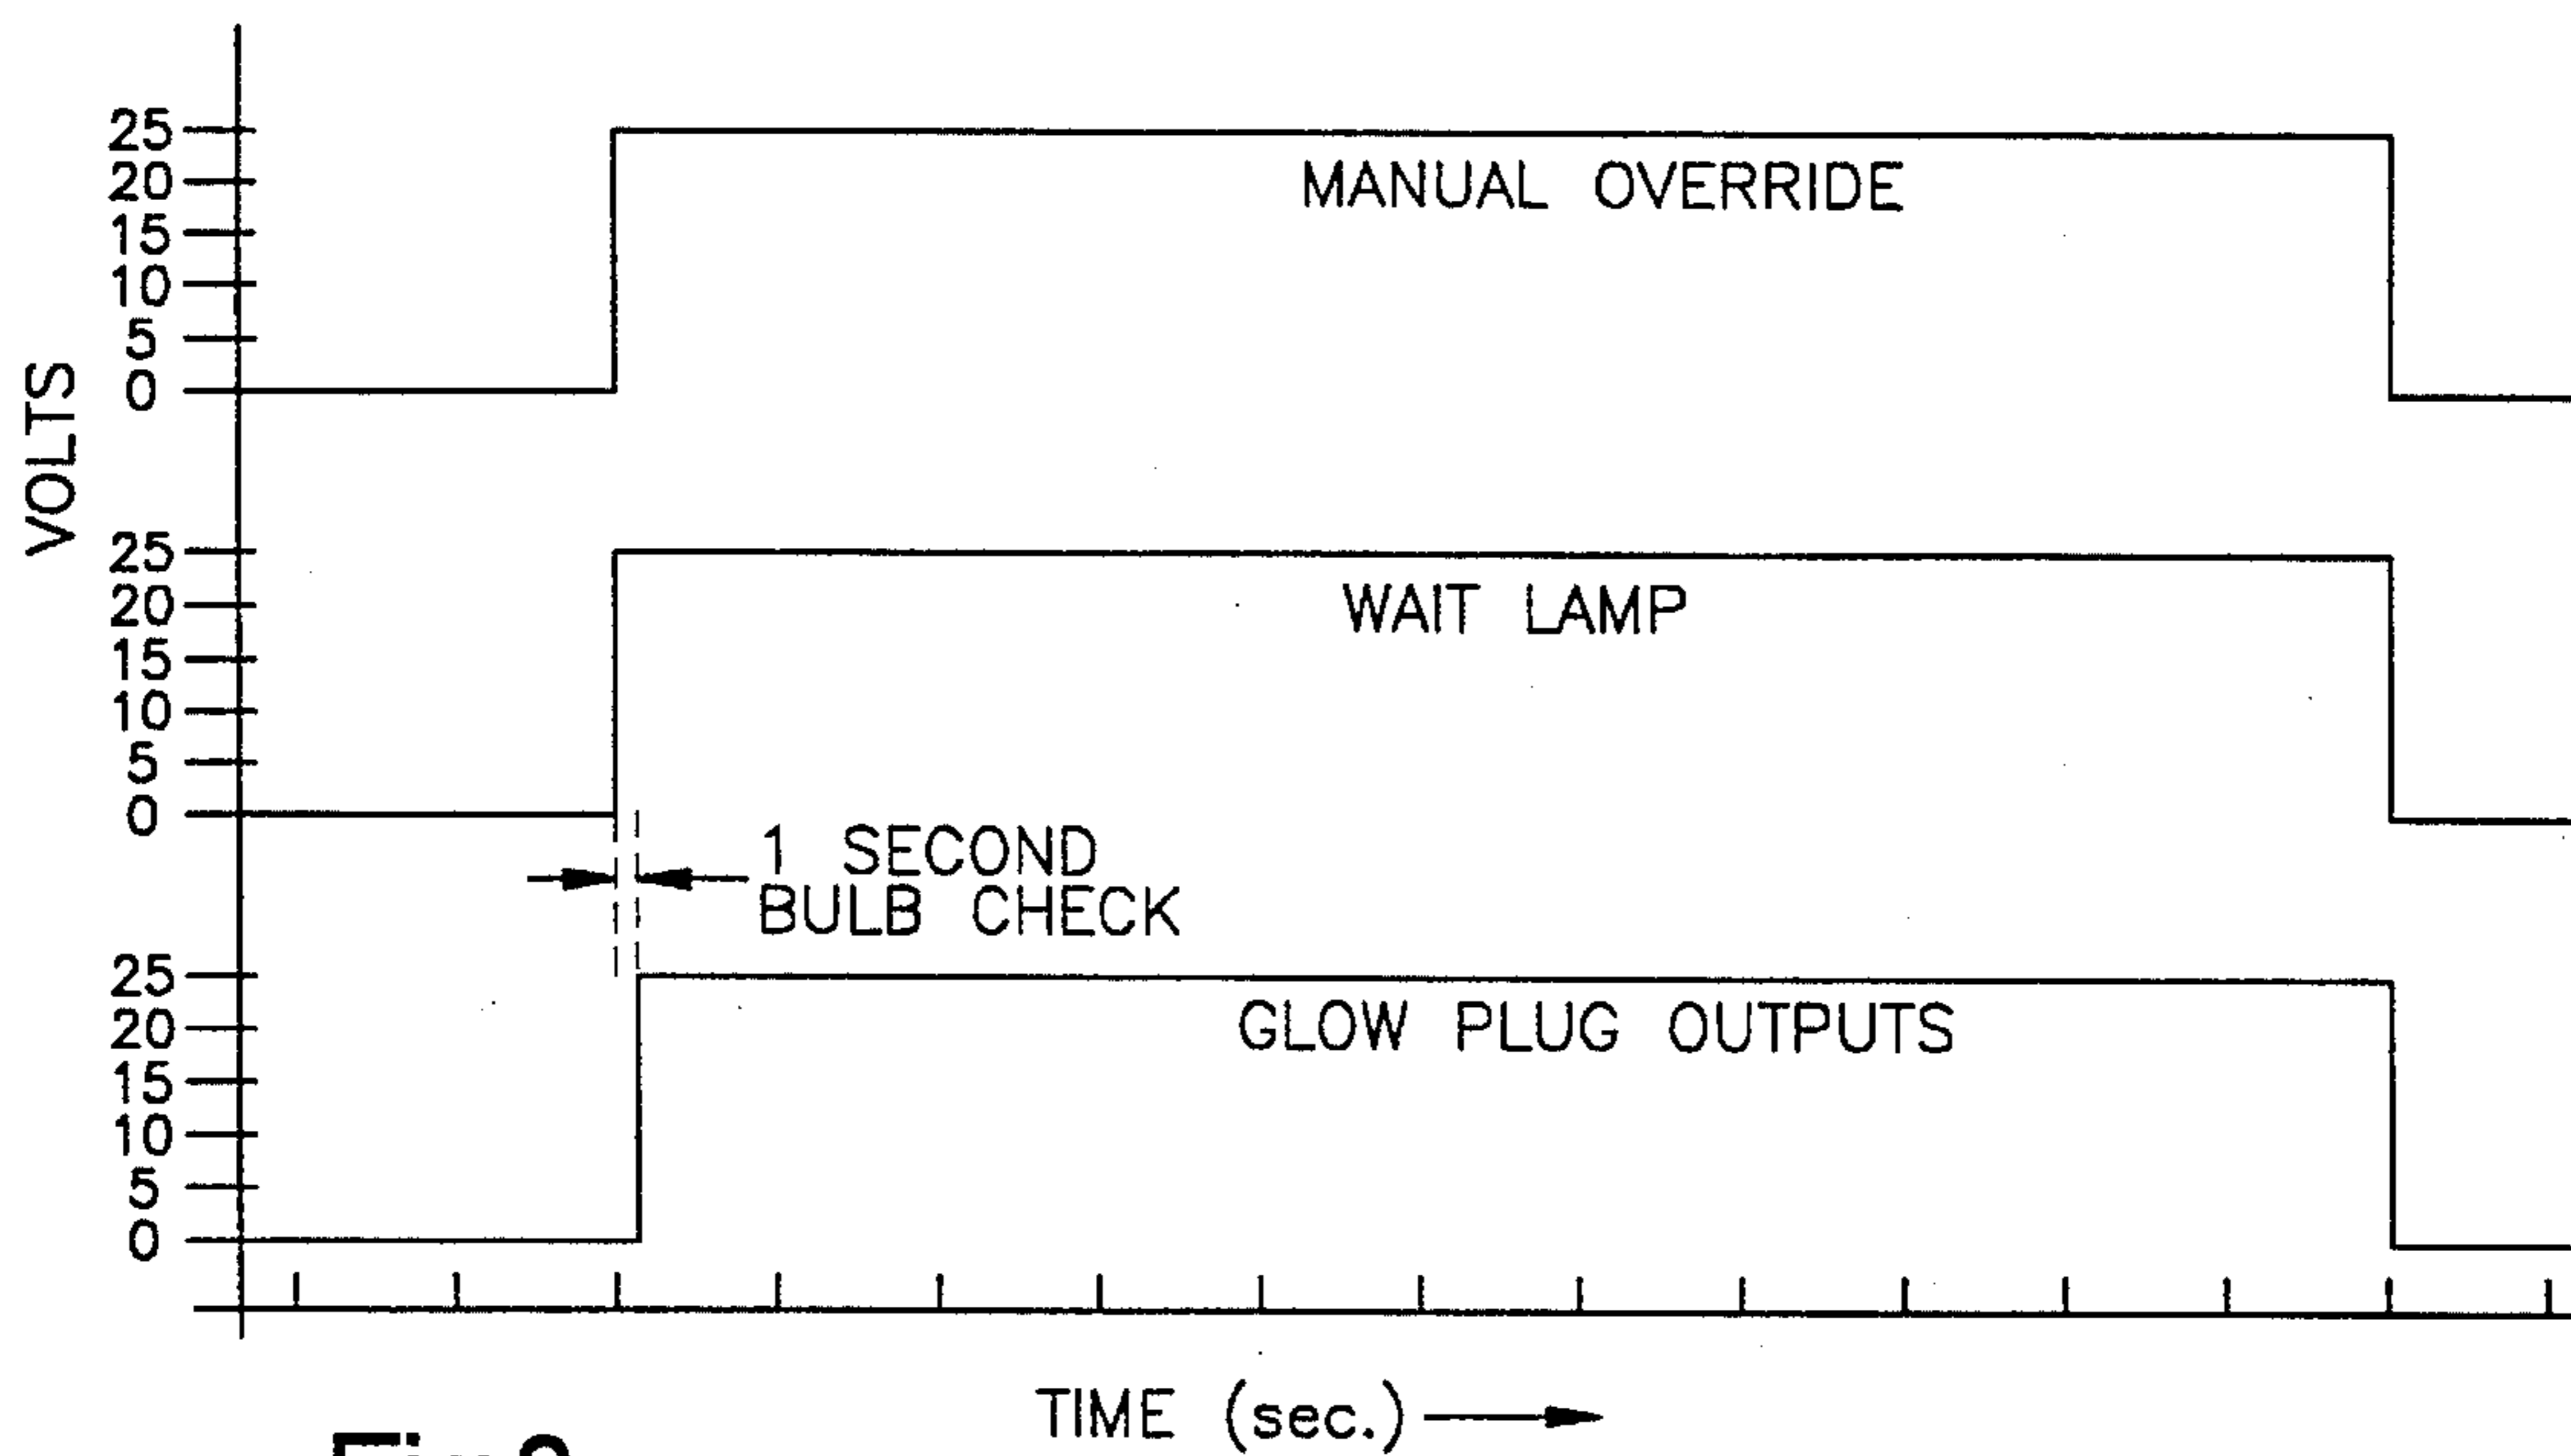 VOLTS
25
20
15
10
5
0
MANUAL OVERRIDE
25
20
15
10
5
0
WAIT LAMP
1 SECOND
BULB CHECK
25
20
15
10
5
0
GLOW PLUG OUTPUTS
TIME (sec.)